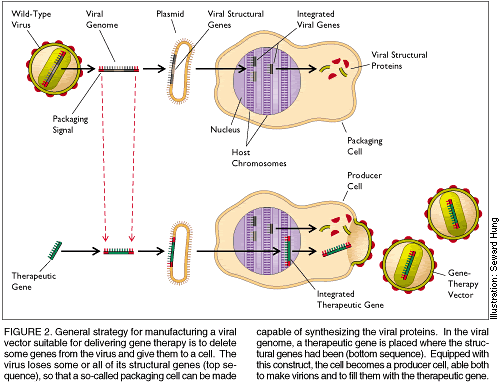 Wild-Type
Virus
Viral
Genome
Plasmid
Viral Structural
Genes
Integrated
Viral Genes
Viral Structural
Proteins
Packaging
Signal
Nucleus
Host
Chromosomes
Packaging
Cell
Producer
Cell
Therapeutic
Gene
Integrated
Therapeutic Gene
Gene-
Therapy
Vector
Illustration: Seward Hung
FIGURE 2. General strategy for manufacturing a viral
vector suitable for delivering gene therapy is to delete
some genes from the virus and give them to a cell. The
virus loses some or all of its structural genes (top se-
quence), so that a so-called packaging cell can be made
capable of synthesizing the viral proteins. In the viral
genome, a therapeutic gene is placed where the struc-
tural genes had been (bottom sequence). Equipped with
this construct, the cell becomes a producer cell, able both
to make virions and to fill them with the therapeutic gene.